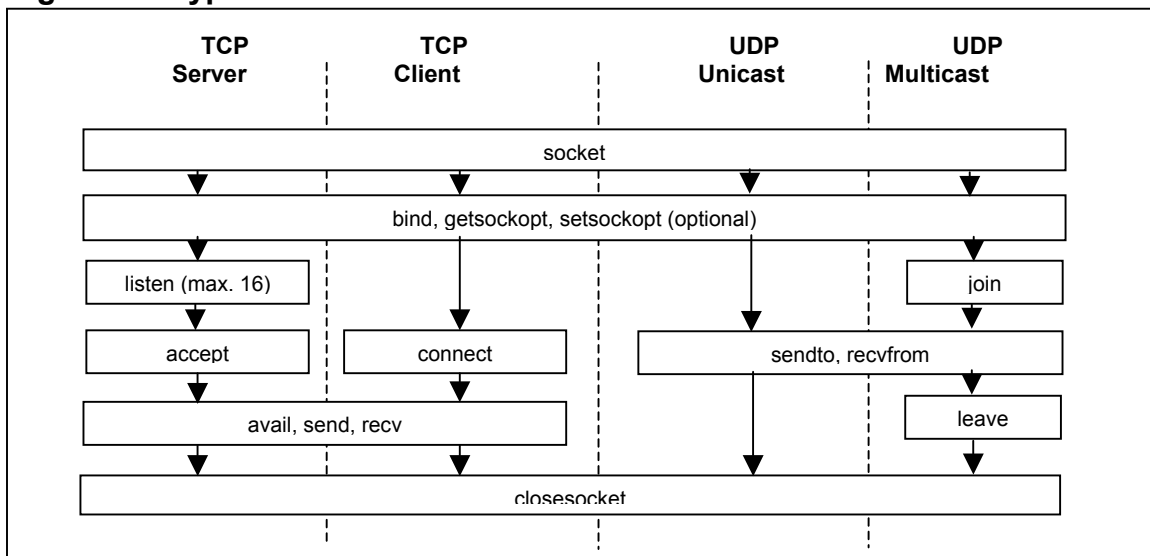 TCP Server
TCP Client
UDP Unicast
UDP Multicast
socket
bind, getsockopt, setsockopt (optional)
listen (max. 16)
join
accept
connect
sendto, recvfrom
avail, send, recv
leave
closesocket